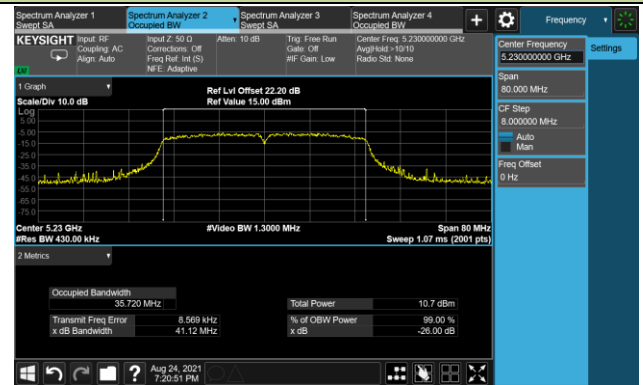 Spectrum Analyzer 1
Swept SA
Spectrum Analyzer 2
Occupied BW
Spectrum Analyzer 3
Swept SA
Spectrum Analyzer 4
Occupied BW
Frequency
KEYSIGHT
Input: RF
Coupling: AC
Align: Auto
Input Z: 50 Ω
Corrections: Off
Freq Ref: Int (S)
NFE: Adaptive
Atten: 10 dB
Trig: Free Run
Gate: Off
#IF Gain: Low
Center Freq: 5.230000000 GHz
Avg|Hold:>10/10
Radio Std: None
LXI
Center Frequency
5.230000000 GHz
Settings
Span
80.000 MHz
CF Step
8.000000 MHz
Auto
Man
Freq Offset
0 Hz
1 Graph
Scale/Div 10.0 dB
Ref Lvl Offset 22.20 dB
Ref Value 15.00 dBm
Log
5.00
-5.00
-15.0
-25.0
-35.0
-45.0
-55.0
-65.0
-75.0
Center 5.23 GHz
#Video BW 1.3000 MHz
Span 80 MHz
#Res BW 430.00 kHz
Sweep 1.07 ms (2001 pts)
2 Metrics
Occupied Bandwidth
35.720 MHz
Total Power
10.7 dBm
Transmit Freq Error
8.569 kHz
% of OBW Power
99.00 %
x dB Bandwidth
41.12 MHz
x dB
-26.00 dB
?
Aug 24, 2021
7:20:51 PM